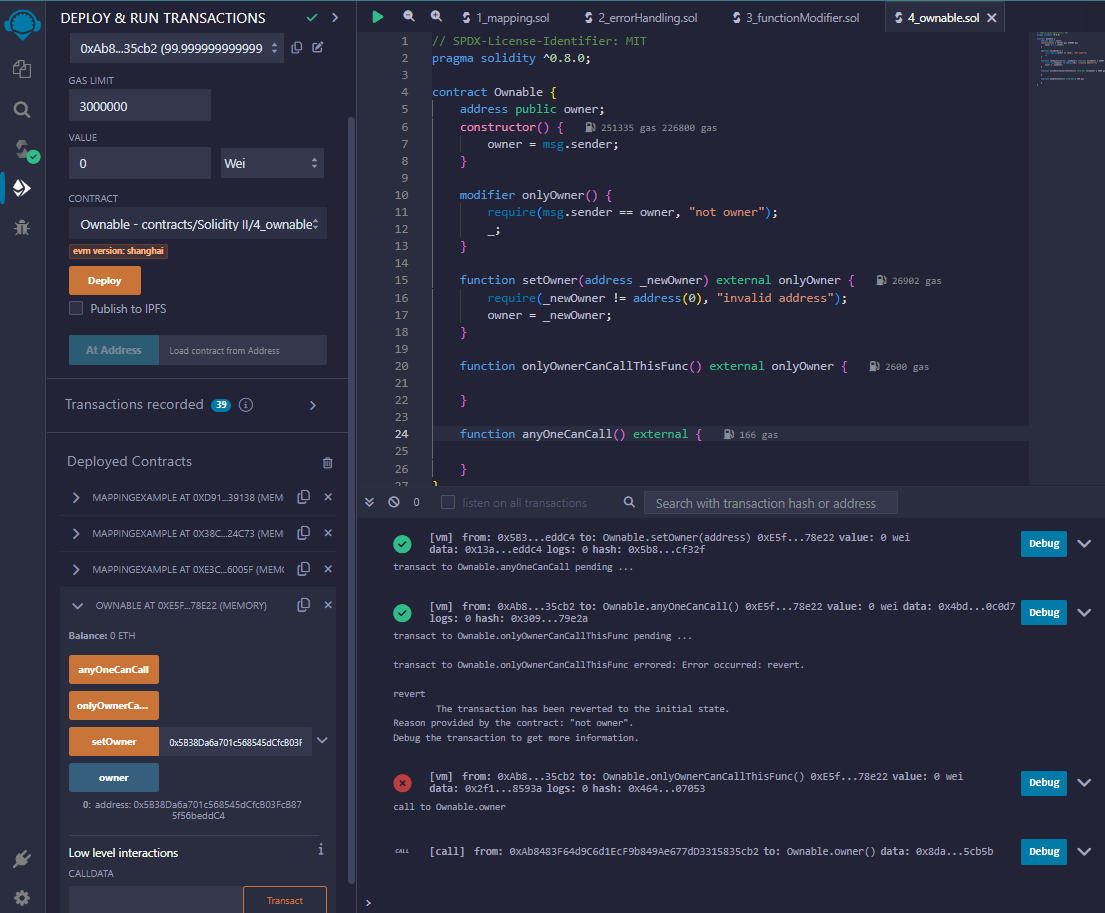 DEPLOY & RUN TRANSACTIONS
0xAb8...35cb2 (99.999999999999
GAS LIMIT
3000000
VALUE
0
Wei
CONTRACT
Ownable - contracts/Solidity II/4_ownable
evm version: shanghai
Deploy
Publish to IPFS
At Address
Load contract from Address
Transactions recorded 39
Deployed Contracts
MAPPINGEXAMPLE AT 0XD91...39138 (MEM
MAPPINGEXAMPLE AT 0X38C...24C73 (MEM
MAPPINGEXAMPLE AT 0XE3C...6005F (MEM
OWNABLE AT 0XE5F...78E22 (MEMORY)
Balance: 0 ETH
anyOneCanCall
onlyOwnerCa...
setOwner
0x5B38Da6a701c568545dCfcB03F
owner
0: address: 0x5B38Da6a701c568545dCfcB03FcB87
5f56beddC4
Low level interactions
CALLDATA
Transact
1_mapping.sol
2_errorHandling.sol
3_functionModifier.sol
4_ownable.sol
1 // SPDX-License-Identifier: MIT
2 pragma solidity ^0.8.0;
3
4 contract Ownable {
5 address public owner;
6 constructor() { 251335 gas 226800 gas
7 owner = msg.sender;
8 }
9
10 modifier onlyOwner() {
11 require(msg.sender == owner, "not owner");
12 _;
13 }
14
15 function setOwner(address _newOwner) external onlyOwner { 26902 gas
16 require(_newOwner != address(0), "invalid address");
17 owner = _newOwner;
18 }
19
20 function onlyOwnerCanCallThisFunc() external onlyOwner { 2600 gas
21
22 }
23
24 function anyOneCanCall() external { 166 gas
25
26 }
27 }
0
listen on all transactions
Search with transaction hash or address
[vm] from: 0x5B3...eddC4 to: Ownable.setOwner(address) 0xE5f...78e22 value: 0 wei
data: 0x13a...eddc4 logs: 0 hash: 0x5b8...cf32f
Debug
transact to Ownable.anyOneCanCall pending ...
[vm] from: 0xAb8...35cb2 to: Ownable.anyOneCanCall() 0xE5f...78e22 value: 0 wei data: 0x4bd...0c0d7
logs: 0 hash: 0x309...79e2a
Debug
transact to Ownable.onlyOwnerCanCallThisFunc pending ...
transact to Ownable.onlyOwnerCanCallThisFunc errored: Error occurred: revert.
revert
The transaction has been reverted to the initial state.
Reason provided by the contract: "not owner".
Debug the transaction to get more information.
[vm] from: 0xAb8...35cb2 to: Ownable.onlyOwnerCanCallThisFunc() 0xE5f...78e22 value: 0 wei
data: 0x2f1...8593a logs: 0 hash: 0x464...07053
Debug
call to Ownable.owner
CALL
[call] from: 0xAb8483F64d9C6d1EcF9b849Ae677dD3315835cb2 to: Ownable.owner() data: 0x8da...5cb5b
Debug
>